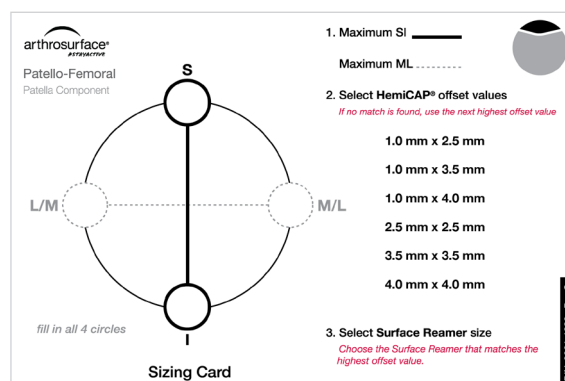 arthrosurface®
ASTRYACTIVE
Patello-Femoral
Patella Component
S
L/M
M/L
I
fill in all 4 circles
Sizing Card
1. Maximum SI
Maximum ML
2. Select HemiCAP® offset values
If no match is found, use the next highest offset value
1.0 mm x 2.5 mm
1.0 mm x 3.5 mm
1.0 mm x 4.0 mm
2.5 mm x 2.5 mm
3.5 mm x 3.5 mm
4.0 mm x 4.0 mm
3. Select Surface Reamer size
Choose the Surface Reamer that matches the
highest offset value.